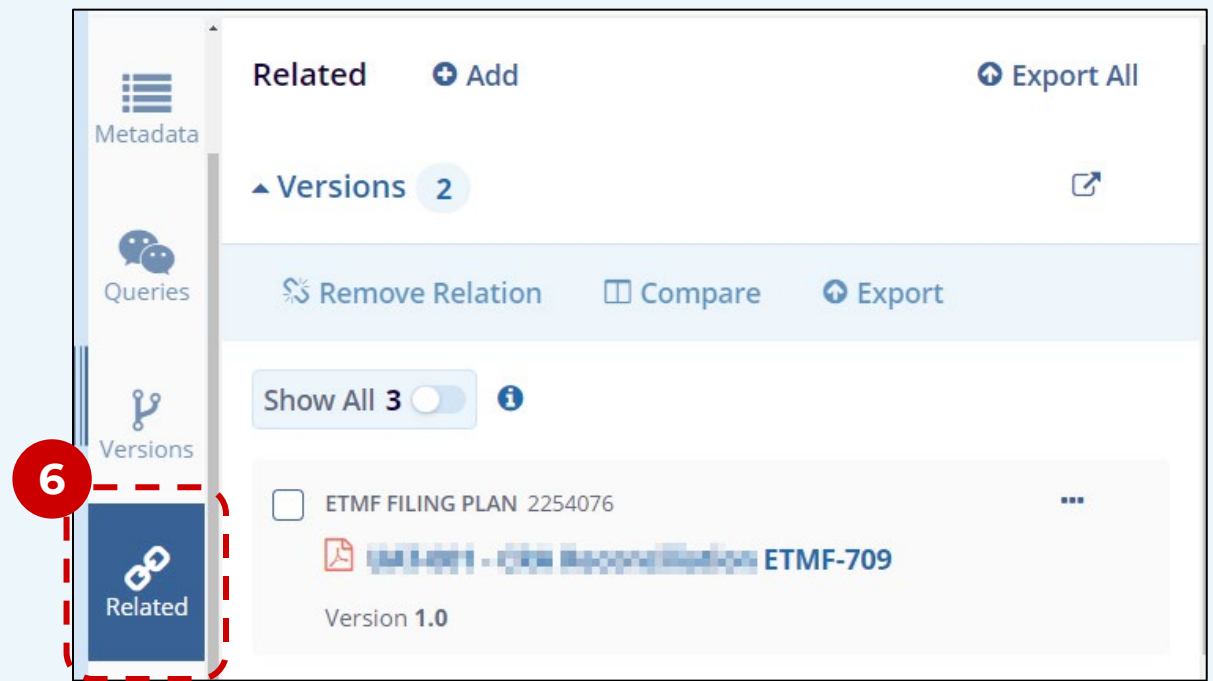 Metadata
Queries
Versions
6
Related
Related Add Export All
Versions 2
Remove Relation Compare Export
Show All 3
ETMF FILING PLAN 2254076
ETMF-709
Version 1.0